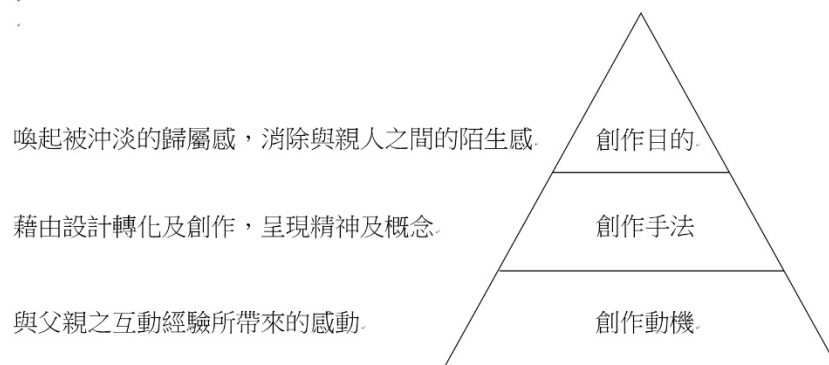 喚起被沖淡的歸屬感，消除與親人之間的陌生感
創作目的
藉由設計轉化及創作，呈現精神及概念
創作手法
與父親之互動經驗所帶來的感動
創作動機